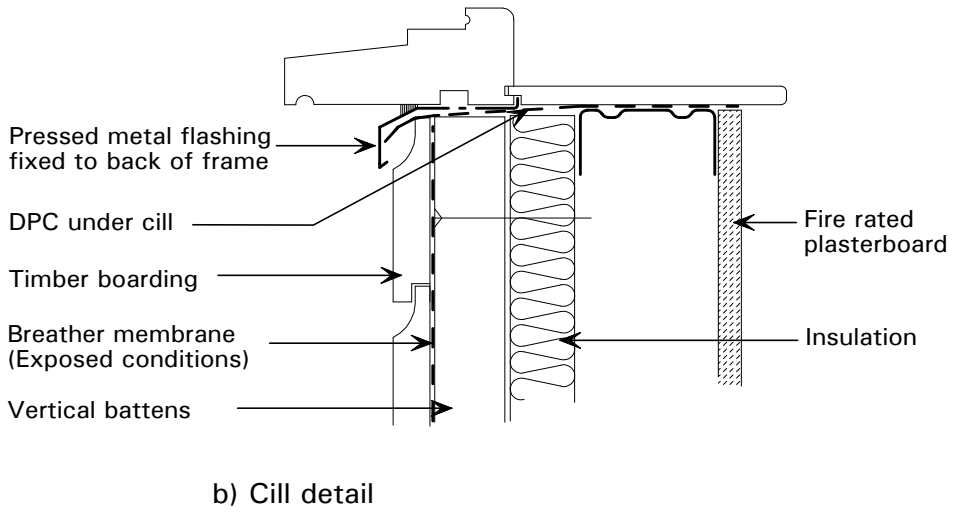 Pressed metal flashing
fixed to back of frame
DPC under cill
Timber boarding
Breather membrane
(Exposed conditions)
Vertical battens
Fire rated
plasterboard
Insulation
b) Cill detail